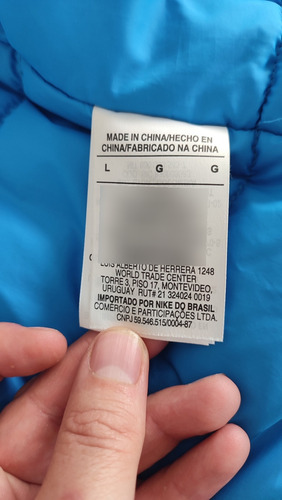 MADE IN CHINA/HECHO EN
CHINA/FABRICADO NA CHINA
L G G
LUIS ALBERTO DE HERRERA 1248
WORLD TRADE CENTER
TORRE 3, PISO 17, MONTEVIDEO,
URUGUAY RUT# 21 324024 0019
IMPORTADO POR NIKE DO BRASIL
COMÉRCIO E PARTICIPAÇÕES LTDA.
CNPJ 59.546.515/0004-87